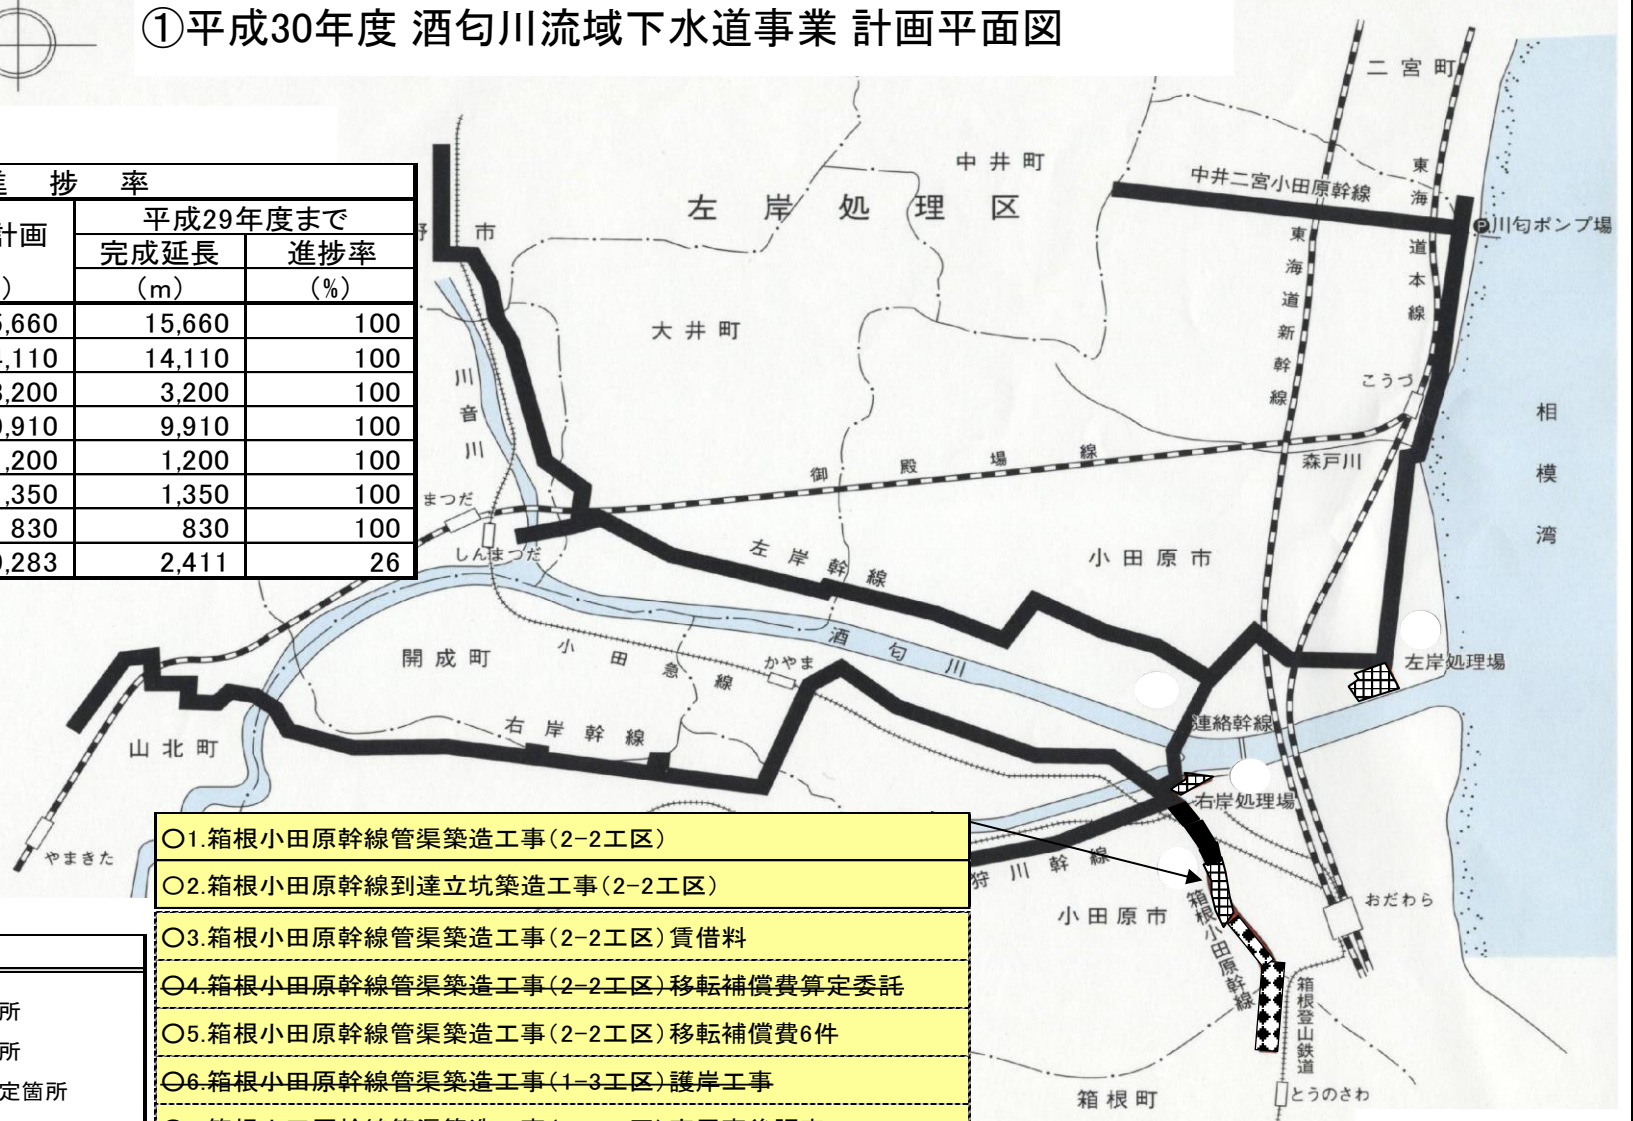 ①平成30年度 酒匂川流域下水道事業 計画平面図
進 捗 率
計画
平成29年度まで
完成延長
進捗率
)
(m)
(%)
5,660 15,660 100
4,110 14,110 100
3,200 3,200 100
9,910 9,910 100
,200 1,200 100
,350 1,350 100
830 830 100
9,283 2,411 26
野市
二宮町
中井町
左岸処理区
中井二宮小田原幹線
東海道本線
東海道新幹線
川匂ポンプ場
大井町
川音川
こうづ
相模湾
森戸川
御殿場線
まつだ
しんまつだ
左岸幹線
小田原市
酒匂川
開成町
小田急線
かやま
左岸処理場
山北町
右岸幹線
連絡幹線
右岸処理場
やまきた
狩川幹線
小田原市
箱根小田原幹線
おだわら
箱根登山鉄道
箱根町
とうのさわ
○1.箱根小田原幹線管渠築造工事(2-2工区)
○2.箱根小田原幹線到達立坑築造工事(2-2工区)
○3.箱根小田原幹線管渠築造工事(2-2工区)賃借料
○4.箱根小田原幹線管渠築造工事(2-2工区)移転補償費算定委託
○5.箱根小田原幹線管渠築造工事(2-2工区)移転補償費6件
○6.箱根小田原幹線管渠築造工事(1-3工区)護岸工事
所
所
定箇所